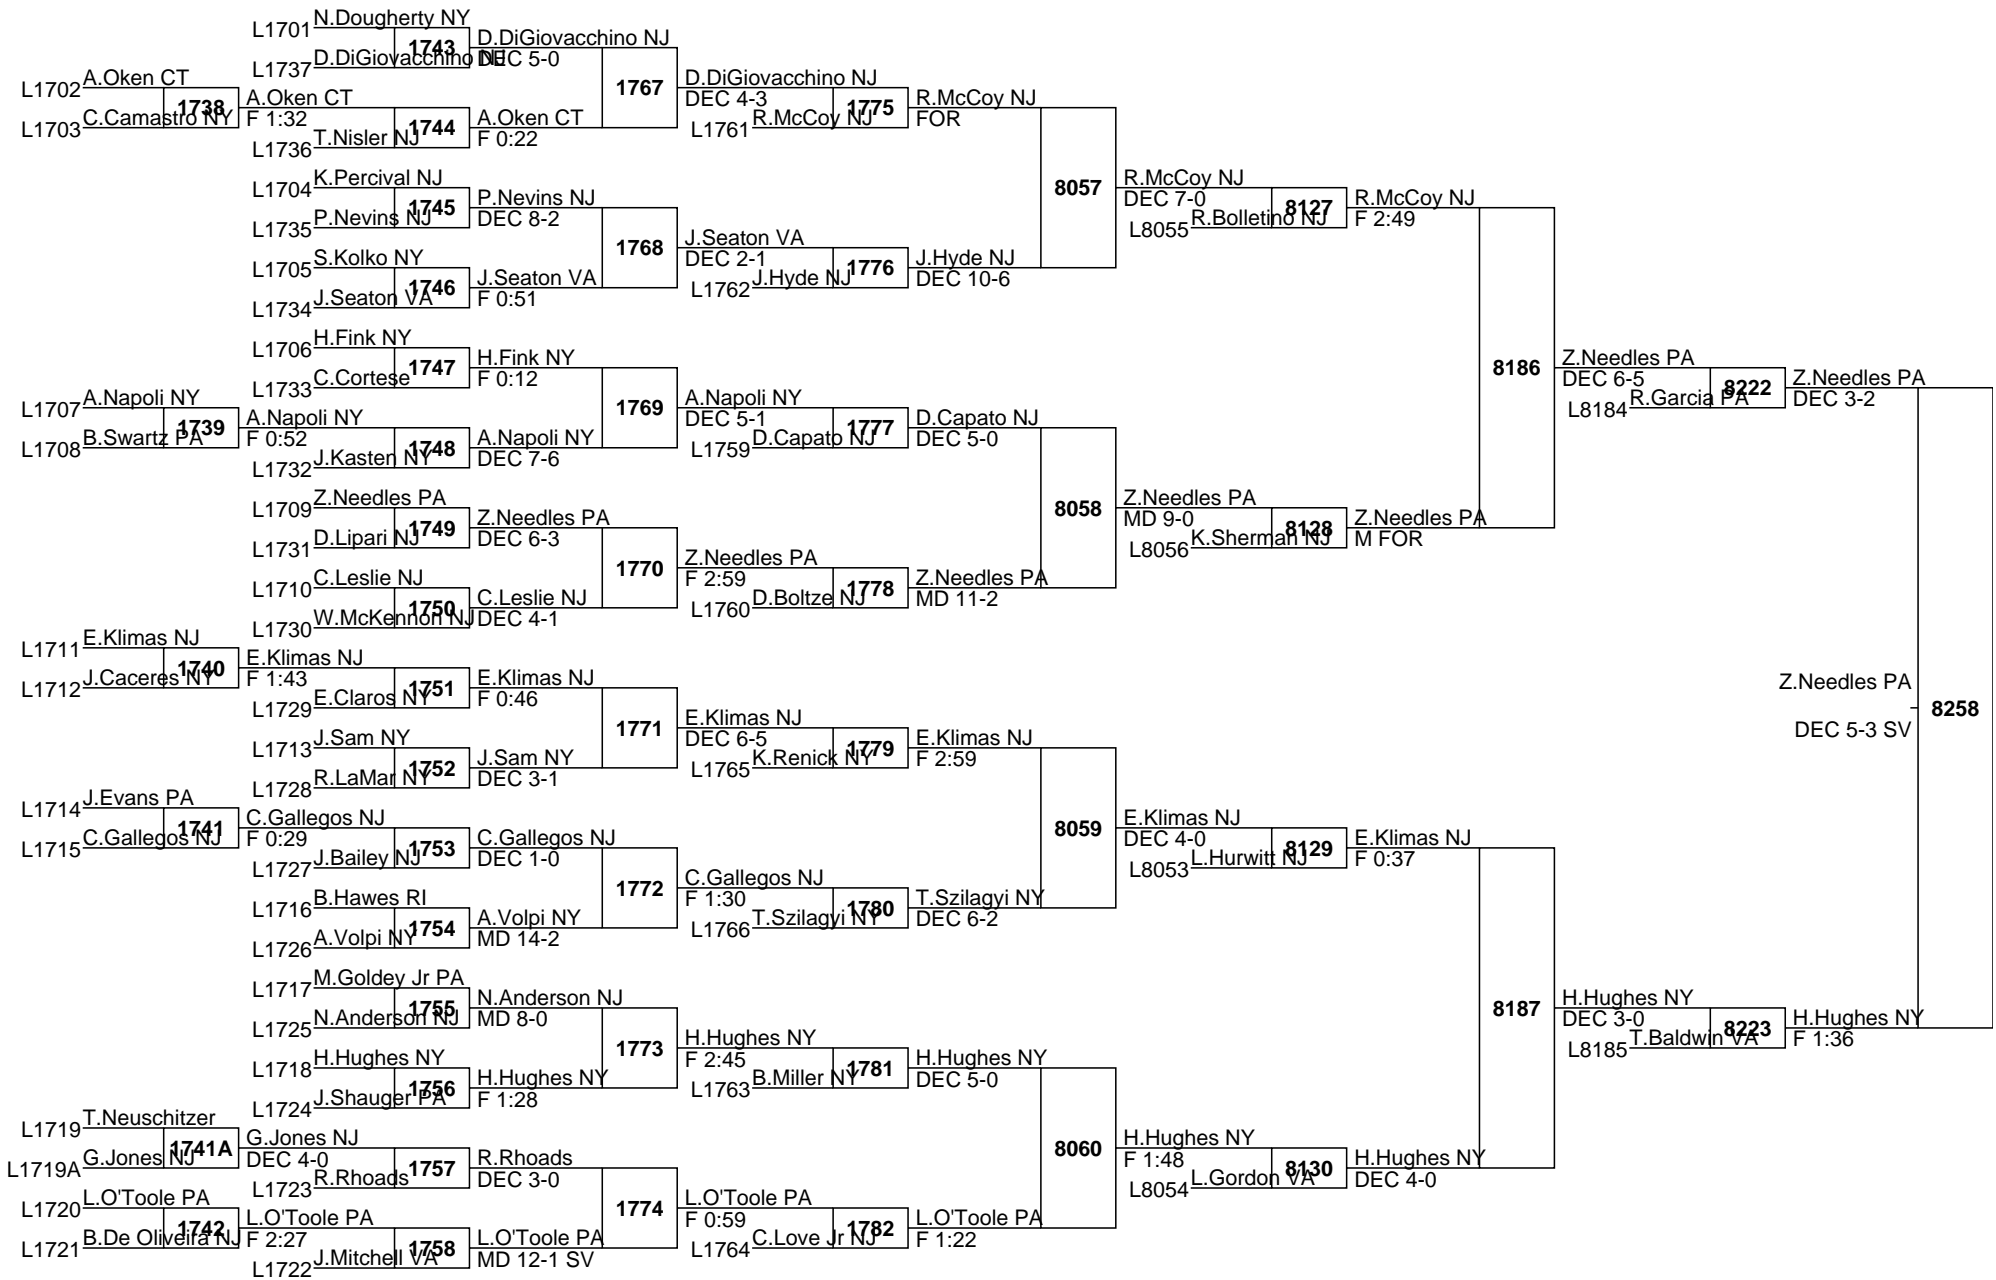 L1701 N.Dougherty NY
1743
L1737 D.DiGiovacchino NJ
D.DiGiovacchino NJ
DEC 5-0
L1702 A.Oken CT
1738
L1703 C.Camastro NY
A.Oken CT
F 1:32
1744
L1736 T.Nisler NJ
A.Oken CT
F 0:22
1767
D.DiGiovacchino NJ
DEC 4-3
1775
L1761 R.McCoy NJ
R.McCoy NJ
FOR
L1704 K.Percival NJ
1745
L1735 P.Nevins NJ
P.Nevins NJ
DEC 8-2
L1705 S.Kolko NY
1746
L1734 J.Seaton VA
J.Seaton VA
F 0:51
1768
J.Seaton VA
DEC 2-1
1776
L1762 J.Hyde NJ
J.Hyde NJ
DEC 10-6
8057
R.McCoy NJ
DEC 7-0
8127
L8055 R.Bolletino NJ
R.McCoy NJ
F 2:49
L1706 H.Fink NY
1747
L1733 C.Cortese
H.Fink NY
F 0:12
L1707 A.Napoli NY
1739
L1708 B.Swartz PA
A.Napoli NY
F 0:52
1748
L1732 J.Kasten NY
A.Napoli NY
DEC 7-6
1769
A.Napoli NY
DEC 5-1
1777
L1759 D.Capato NJ
D.Capato NJ
DEC 5-0
L1709 Z.Needles PA
1749
L1731 D.Lipari NJ
Z.Needles PA
DEC 6-3
L1710 C.Leslie NJ
1750
L1730 W.McKennon NJ
C.Leslie NJ
DEC 4-1
1770
Z.Needles PA
F 2:59
1778
L1760 D.Boltze NJ
Z.Needles PA
MD 11-2
8058
Z.Needles PA
MD 9-0
8128
L8056 K.Sherman NJ
Z.Needles PA
M FOR
8186
Z.Needles PA
DEC 6-5
8222
L8184 R.Garcia PA
Z.Needles PA
DEC 3-2
L1711 E.Klimas NJ
1740
L1712 J.Caceres NY
E.Klimas NJ
F 1:43
1751
L1729 E.Claros NY
E.Klimas NJ
F 0:46
L1713 J.Sam NY
1752
L1728 R.LaMar NY
J.Sam NY
DEC 3-1
1771
E.Klimas NJ
DEC 6-5
1779
L1765 K.Renick NY
E.Klimas NJ
F 2:59
L1714 J.Evans PA
1741
L1715 C.Gallegos NJ
C.Gallegos NJ
F 0:29
1753
L1727 J.Bailey NJ
C.Gallegos NJ
DEC 1-0
L1716 B.Hawes RI
1754
L1726 A.Volpi NY
A.Volpi NY
MD 14-2
1772
C.Gallegos NJ
F 1:30
1780
L1766 T.Szilagyi NY
T.Szilagyi NY
DEC 6-2
8059
E.Klimas NJ
DEC 4-0
8129
L8053 L.Hurwitt NJ
E.Klimas NJ
F 0:37
L1717 M.Goldey Jr PA
1755
L1725 N.Anderson NJ
N.Anderson NJ
MD 8-0
L1718 H.Hughes NY
1756
L1724 J.Shauger PA
H.Hughes NY
F 1:28
1773
H.Hughes NY
F 2:45
1781
L1763 B.Miller NY
H.Hughes NY
DEC 5-0
L1719 T.Neuschitzer
1741A
L1719A G.Jones NJ
G.Jones NJ
DEC 4-0
1757
L1723 R.Rhoads
R.Rhoads
DEC 3-0
L1720 L.O'Toole PA
1742
L1721 B.De Oliveira NJ
L.O'Toole PA
F 2:27
1758
L1722 J.Mitchell VA
L.O'Toole PA
MD 12-1 SV
1774
L.O'Toole PA
F 0:59
1782
L1764 C.Love Jr NJ
L.O'Toole PA
F 1:22
8060
H.Hughes NY
F 1:48
8130
L8054 L.Gordon VA
H.Hughes NY
DEC 4-0
8187
H.Hughes NY
DEC 3-0
8223
L8185 T.Baldwin VA
H.Hughes NY
F 1:36
Z.Needles PA
8258
DEC 5-3 SV